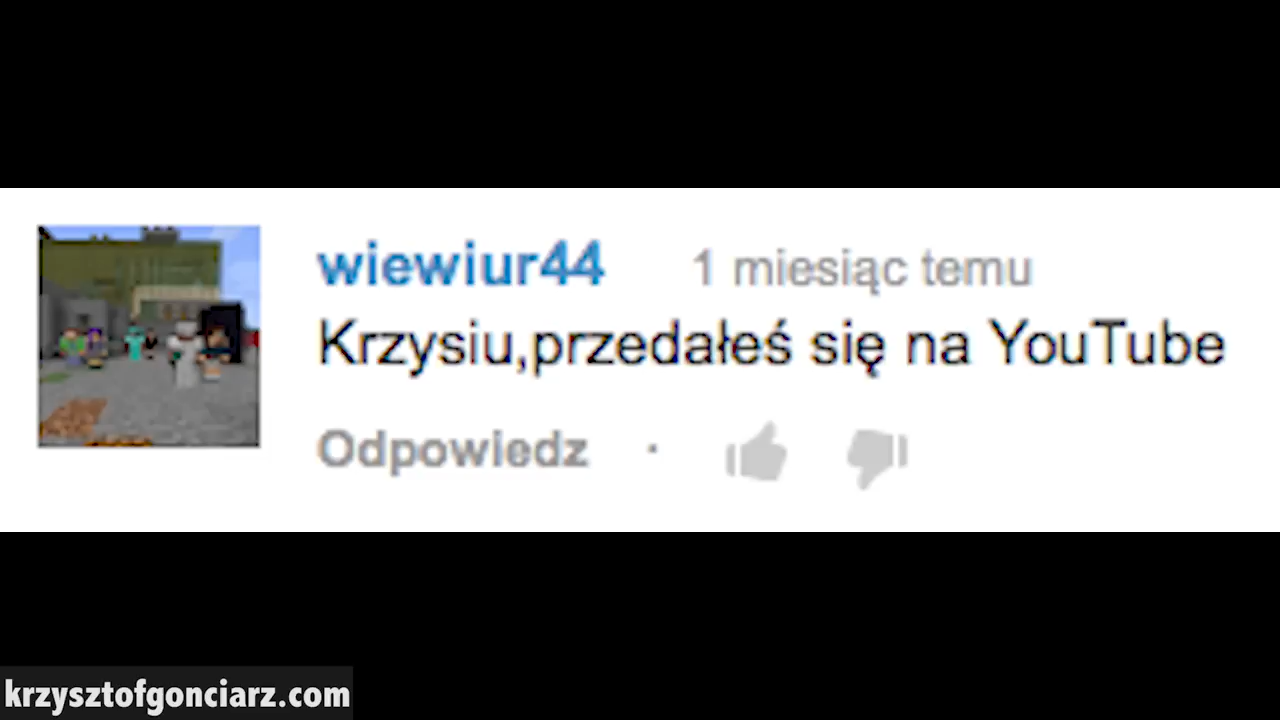 wiewiur44 1 miesiąc temu
Krzysiu,przedałeś się na YouTube
Odpowiedz ·
krzysztofgonciarz.com